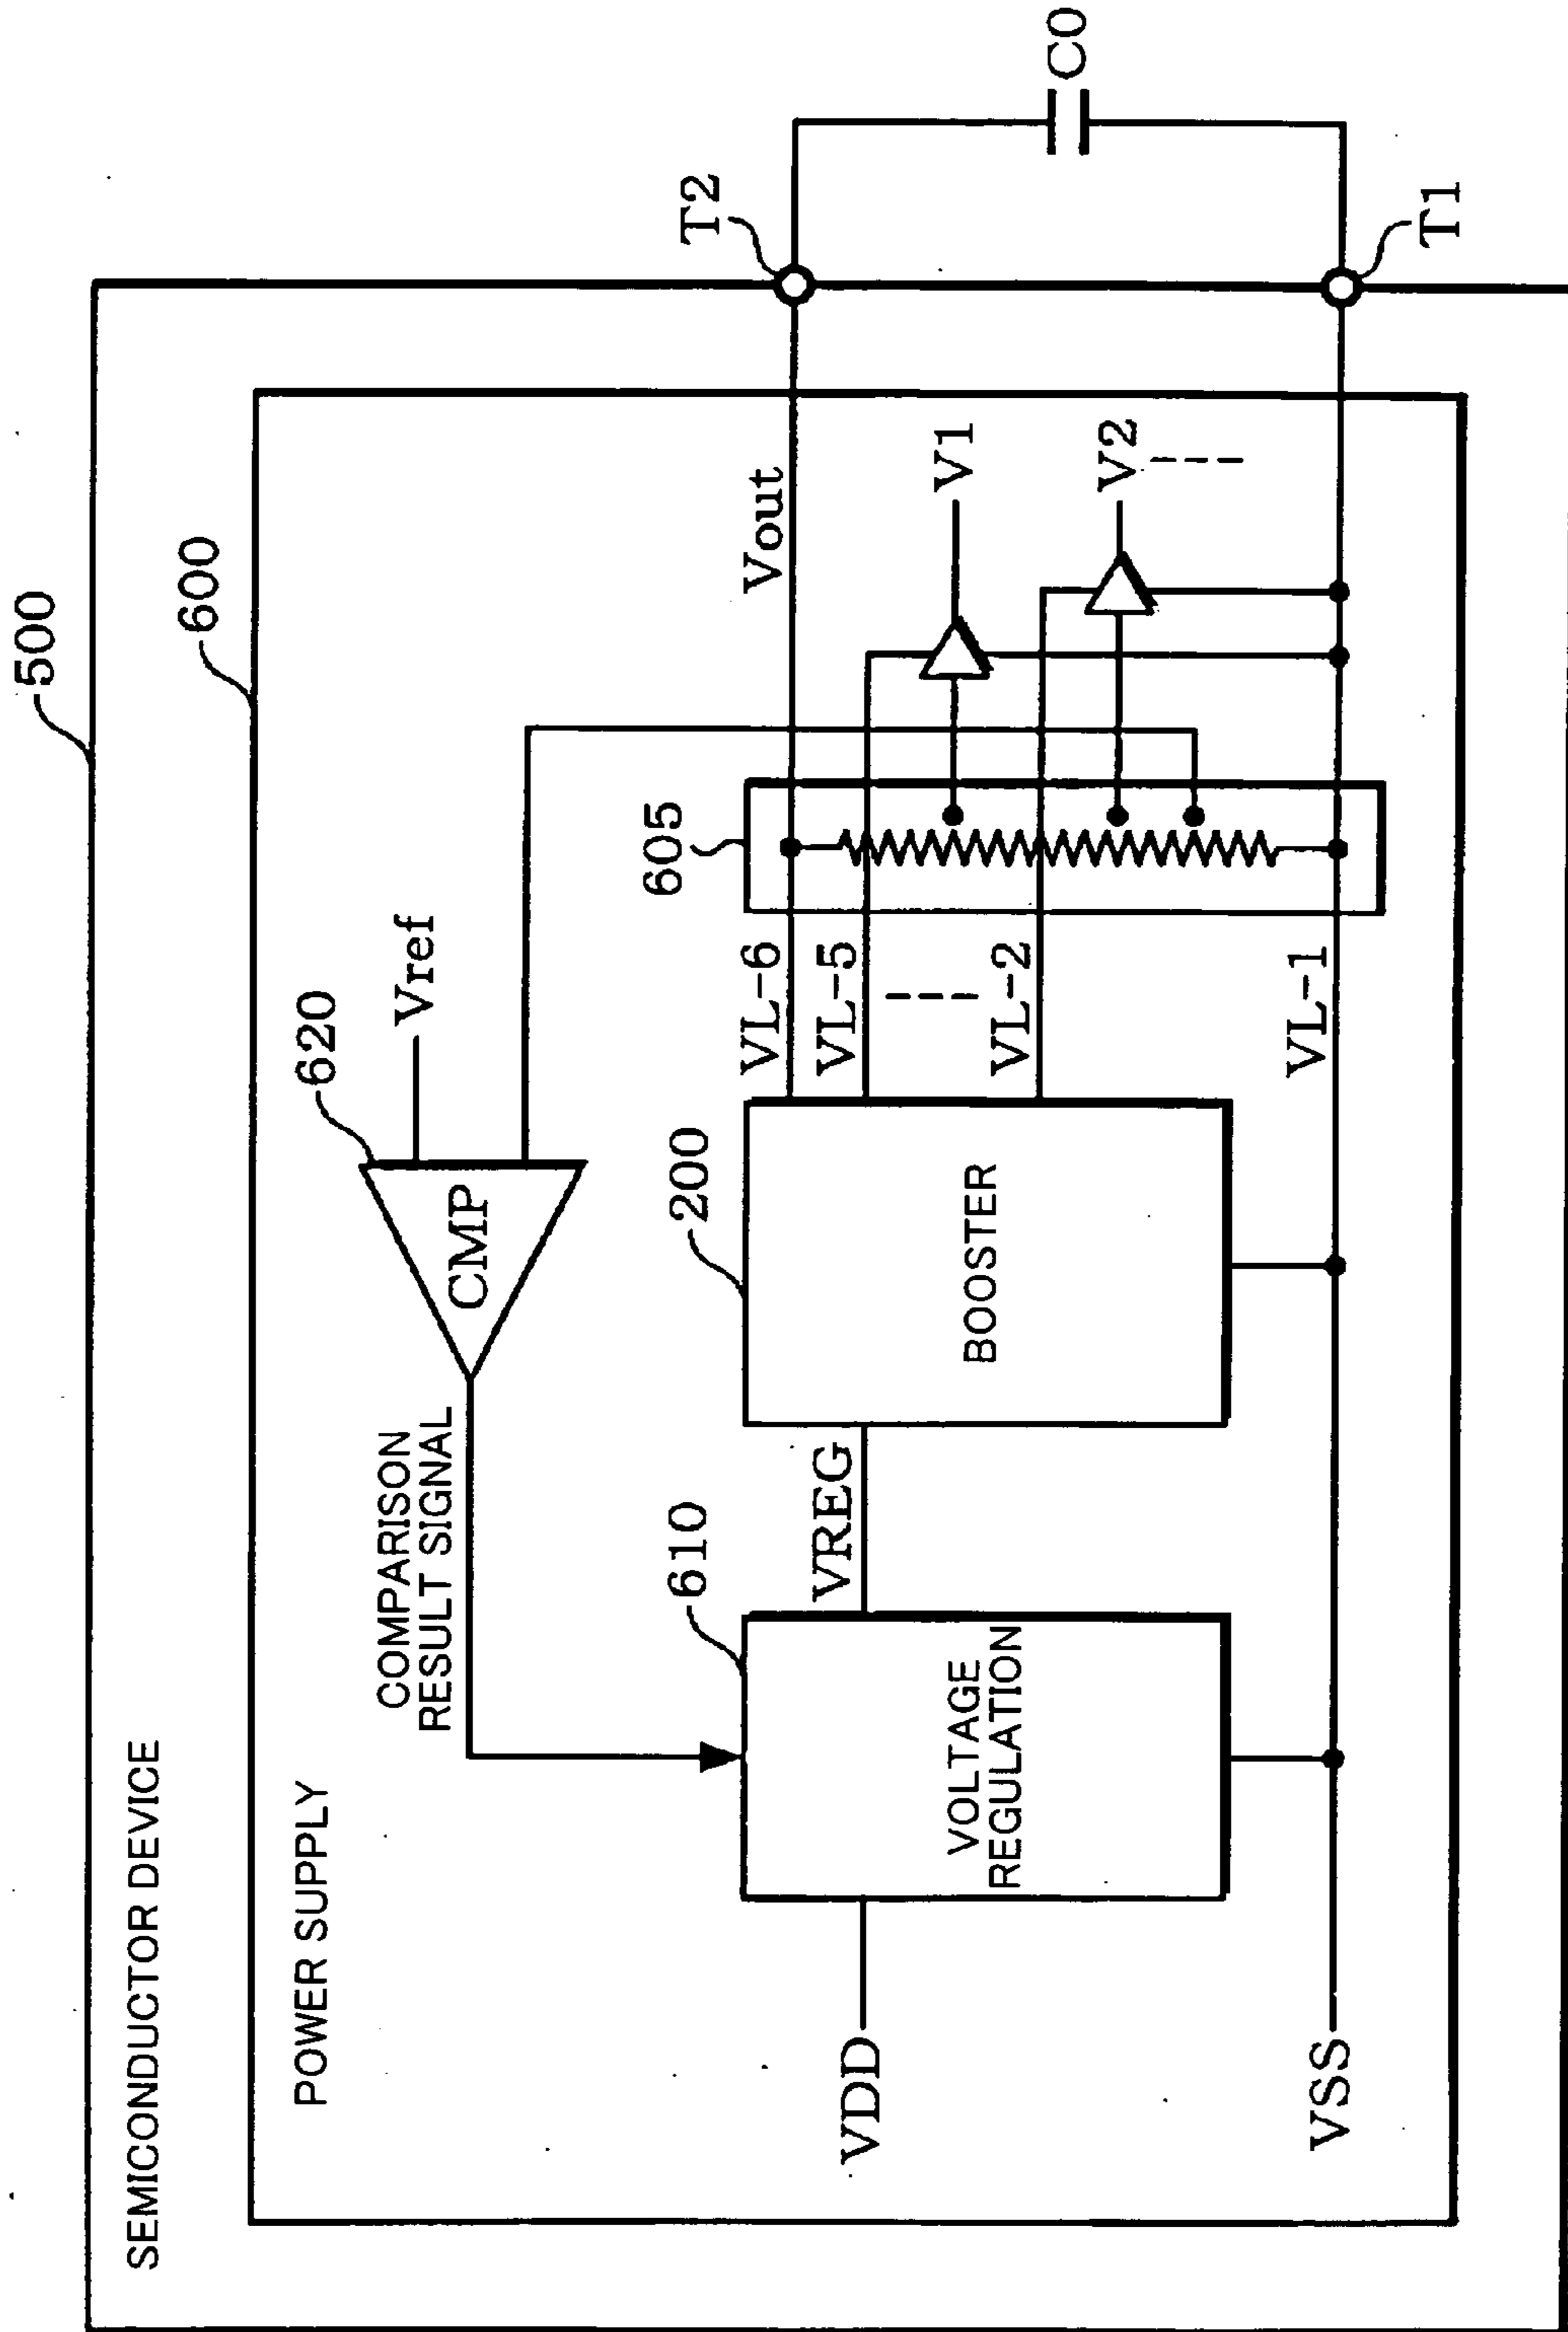 500
SEMICONDUCTOR DEVICE
600
POWER SUPPLY
620
COMPARISON
RESULT SIGNAL
CMP
Vref
610
VREG
200
605
Vout
T2
VDD
VOLTAGE
REGULATION
BOOSTER
VL-6
VL-5
VL-2
VL-1
V1
V2
C0
VSS
T1